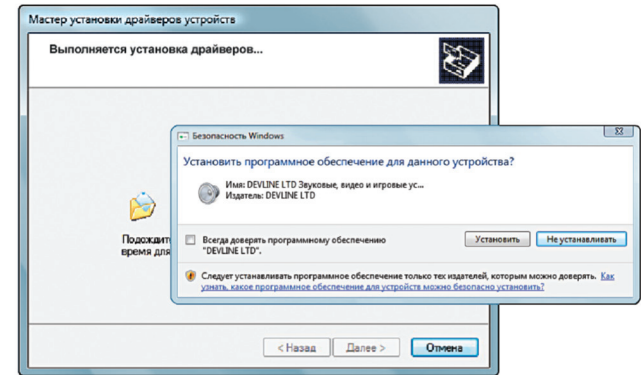 Мастер установки драйверов устройств
Выполняется установка драйверов...
Безопасность Windows
Установить программное обеспечение для данного устройства?
Имя: DEVLINE LTD Звуковые, видео и игровые ус...
Издатель: DEVLINE LTD
Подождит
время для
Всегда доверять программному обеспечению
"DEVLINE LTD".
Установить
Не устанавливать
Следует устанавливать программное обеспечение только тех издателей, которым можно доверять. Как
узнать, какое программное обеспечение для устройств можно безопасно установить?
< Назад
Далее >
Отмена